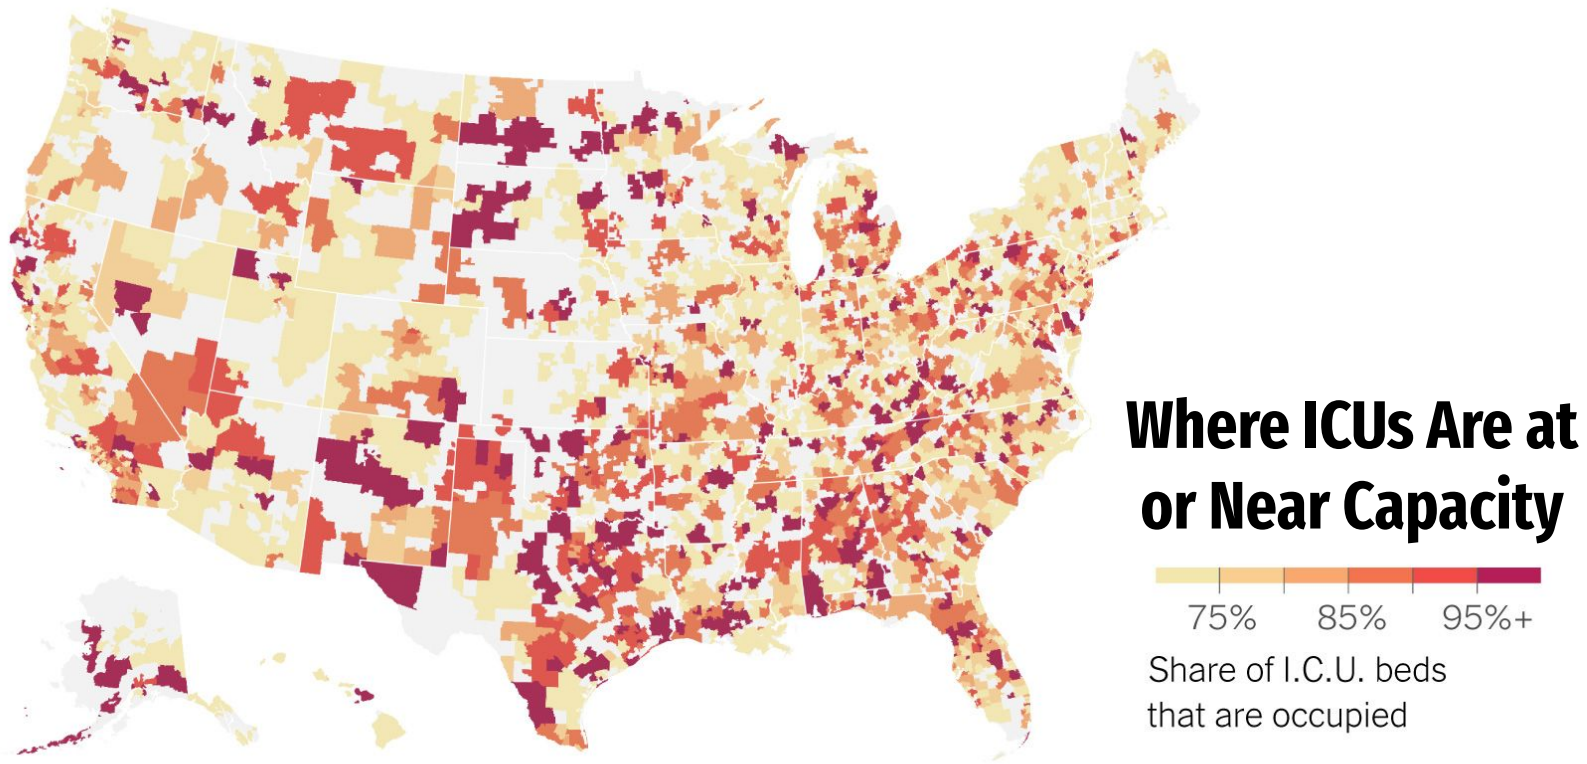 Where ICUs Are at
or Near Capacity
75% 85% 95%+
Share of I.C.U. beds
that are occupied